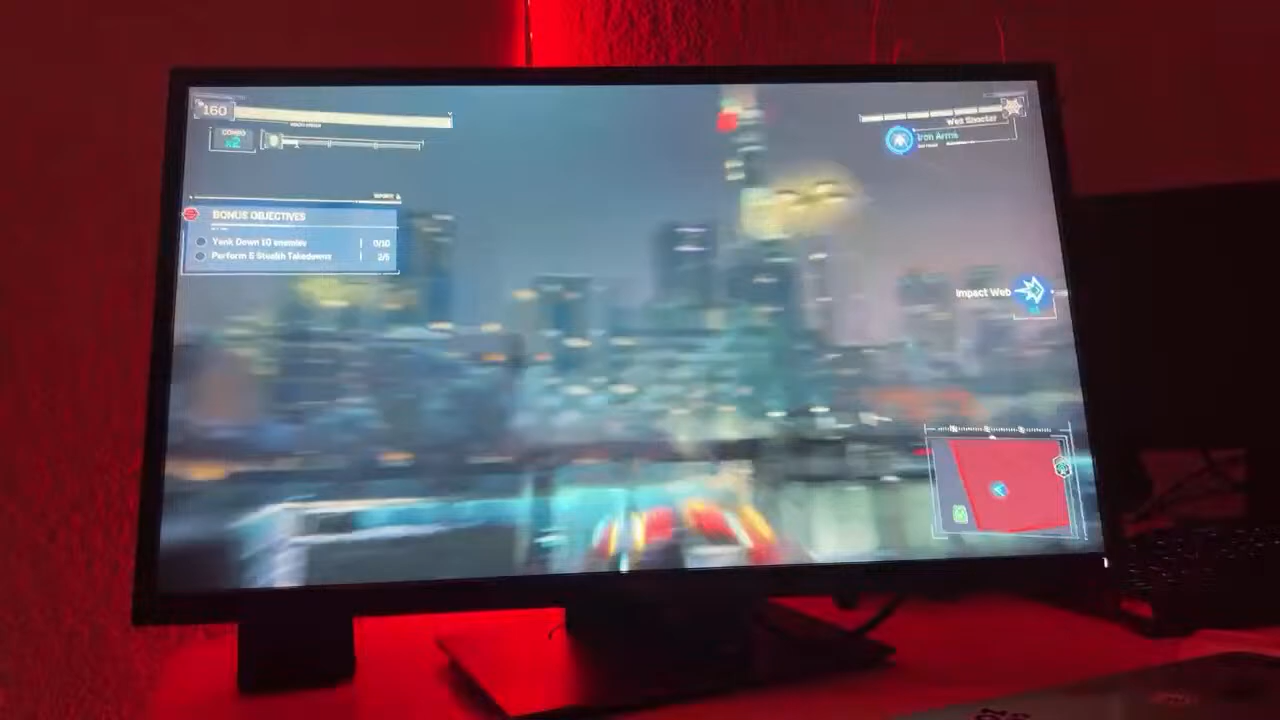 160
COMBO
x2
1
BONUS OBJECTIVES
Yank Down 10 enemies 0/10
Perform 5 Stealth Takedowns 2/5
Web Shooter
Iron Arms
Impact Web